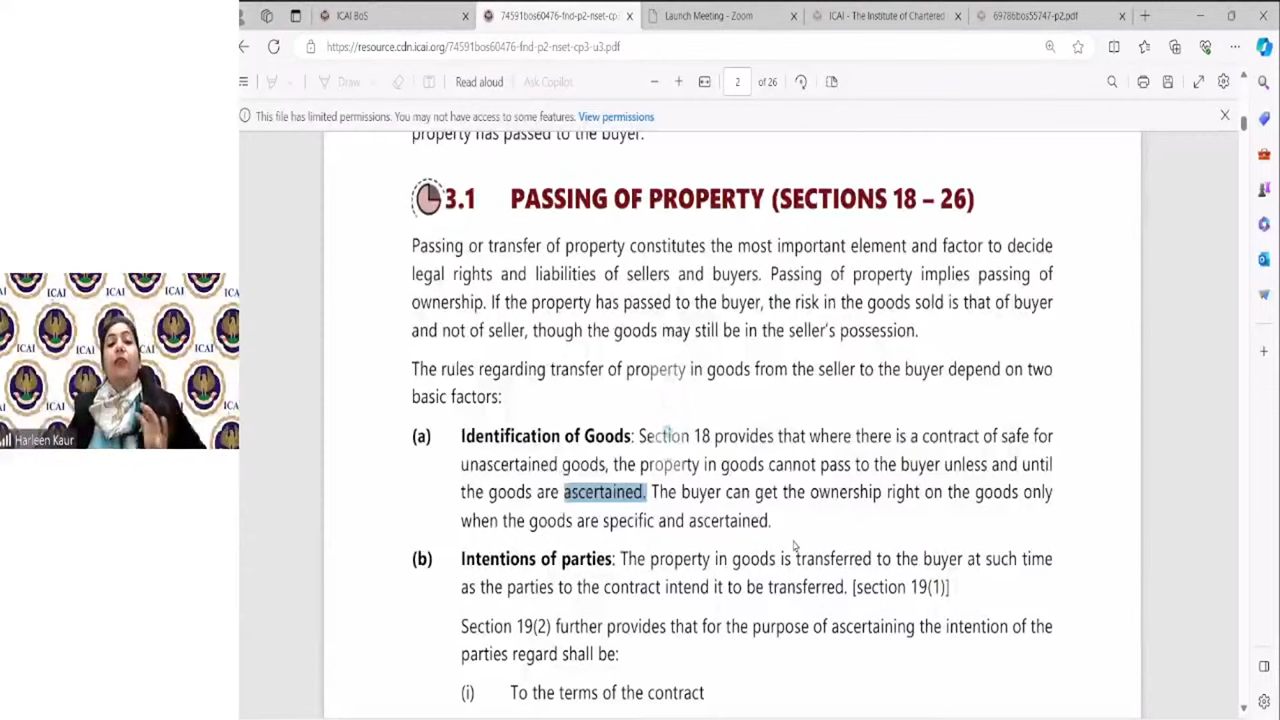 ICAI BoS
74591bos60476-fnd-p2-nset-cp
Launch Meeting - Zoom
ICAI - The Institute of Chartered
69786bos55747-p2.pdf
https://resource.cdn.icai.org/74591bos60476-fnd-p2-nset-cp3-u3.pdf
Draw
Read aloud
Ask Copilot
2 of 26
This file has limited permissions. You may not have access to some features. View permissions
property has passed to the buyer.
3.1 PASSING OF PROPERTY (SECTIONS 18 – 26)
Passing or transfer of property constitutes the most important element and factor to decide
legal rights and liabilities of sellers and buyers. Passing of property implies passing of
ownership. If the property has passed to the buyer, the risk in the goods sold is that of buyer
and not of seller, though the goods may still be in the seller's possession.
The rules regarding transfer of property in goods from the seller to the buyer depend on two
basic factors:
(a) Identification of Goods: Section 18 provides that where there is a contract of safe for
unascertained goods, the property in goods cannot pass to the buyer unless and until
the goods are ascertained. The buyer can get the ownership right on the goods only
when the goods are specific and ascertained.
(b) Intentions of parties: The property in goods is transferred to the buyer at such time
as the parties to the contract intend it to be transferred. [section 19(1)]
Section 19(2) further provides that for the purpose of ascertaining the intention of the
parties regard shall be:
(i) To the terms of the contract
ICAI
ICAI
ICAI
ICAI
ICAI
Harleen Kaur